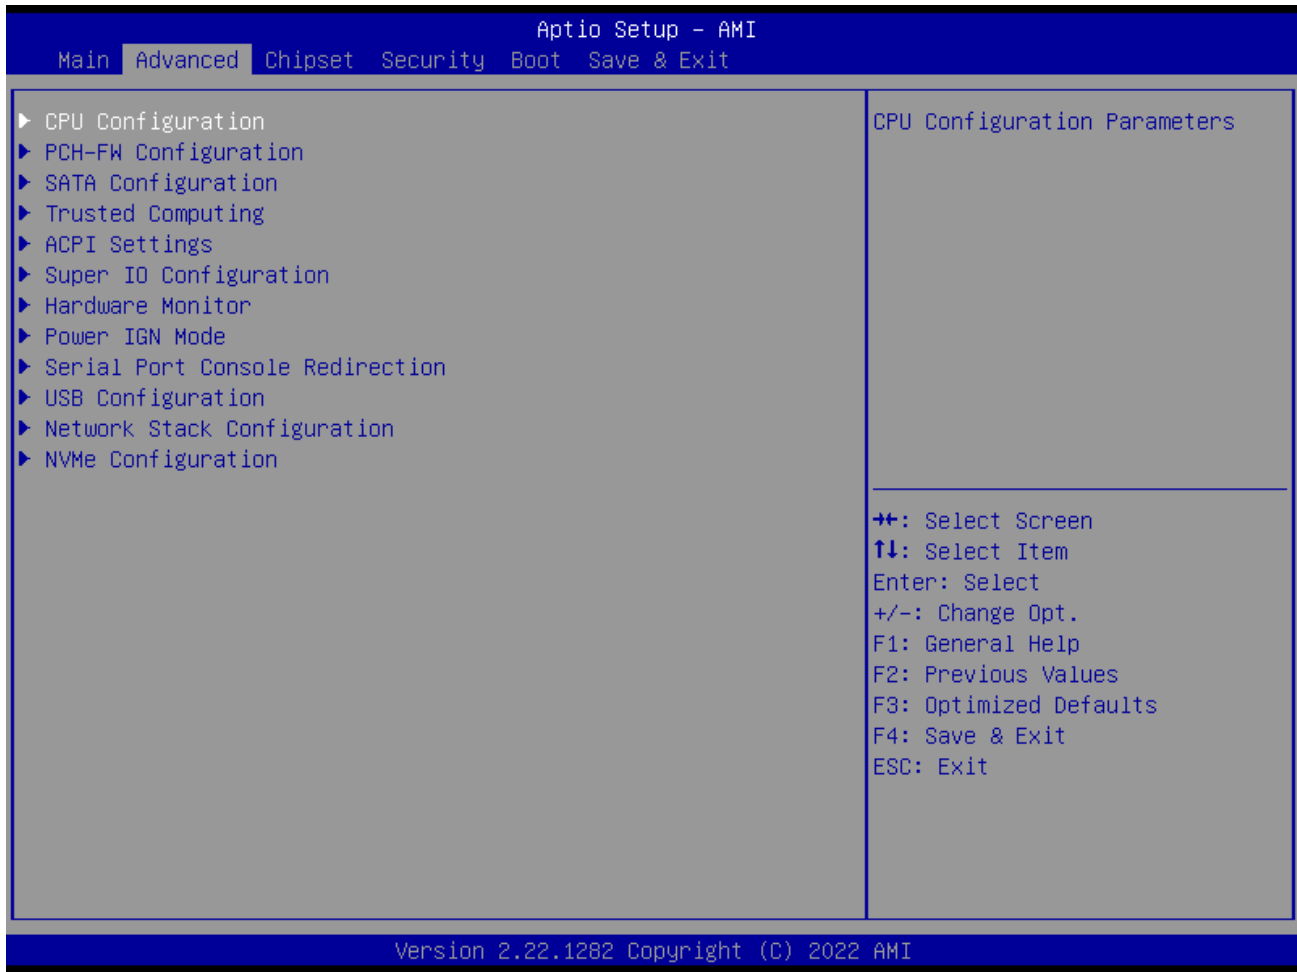 Aptio Setup – AMI
Main Advanced Chipset Security Boot Save & Exit
▶ CPU Configuration
▶ PCH-FW Configuration
▶ SATA Configuration
▶ Trusted Computing
▶ ACPI Settings
▶ Super IO Configuration
▶ Hardware Monitor
▶ Power IGN Mode
▶ Serial Port Console Redirection
▶ USB Configuration
▶ Network Stack Configuration
▶ NVMe Configuration
CPU Configuration Parameters
→←: Select Screen
↑↓: Select Item
Enter: Select
+/-: Change Opt.
F1: General Help
F2: Previous Values
F3: Optimized Defaults
F4: Save & Exit
ESC: Exit
Version 2.22.1282 Copyright (C) 2022 AMI